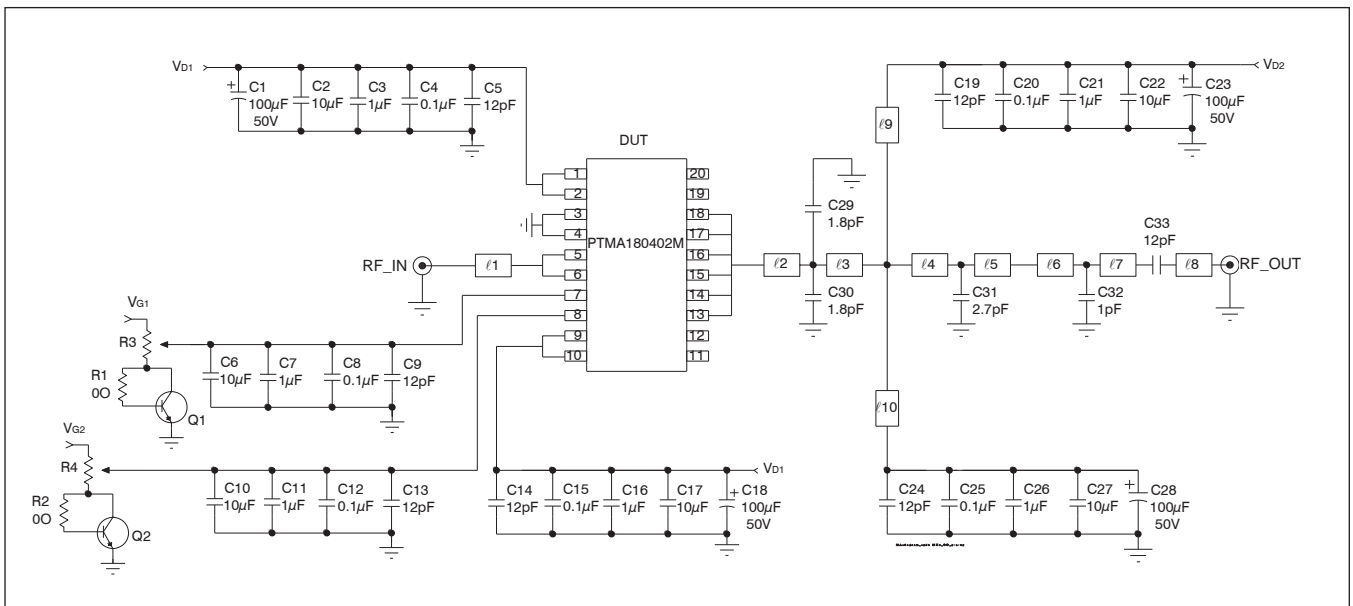 VD1
C1
100µF
50V
C2
10µF
C3
1µF
C4
0.1µF
C5
12pF
C19
12pF
C20
0.1µF
C21
1µF
C22
10µF
C23
100µF
50V
VD2
ℓ9
DUT
PTMA180402M
1
2
3
4
5
6
7
8
9
10
20
19
18
17
16
15
14
13
12
11
RF_IN
ℓ1
C29
1.8pF
ℓ2
ℓ3
C30
1.8pF
ℓ4
C31
2.7pF
ℓ5
ℓ6
C32
1pF
ℓ7
C33
12pF
ℓ8
RF_OUT
VG1
R3
R1
0O
Q1
C6
10µF
C7
1µF
C8
0.1µF
C9
12pF
ℓ10
VG2
R4
R2
0O
Q2
C10
10µF
C11
1µF
C12
0.1µF
C13
12pF
C14
12pF
C15
0.1µF
C16
1µF
C17
10µF
C18
100µF
50V
VD1
C24
12pF
C25
0.1µF
C26
1µF
C27
10µF
C28
100µF
50V